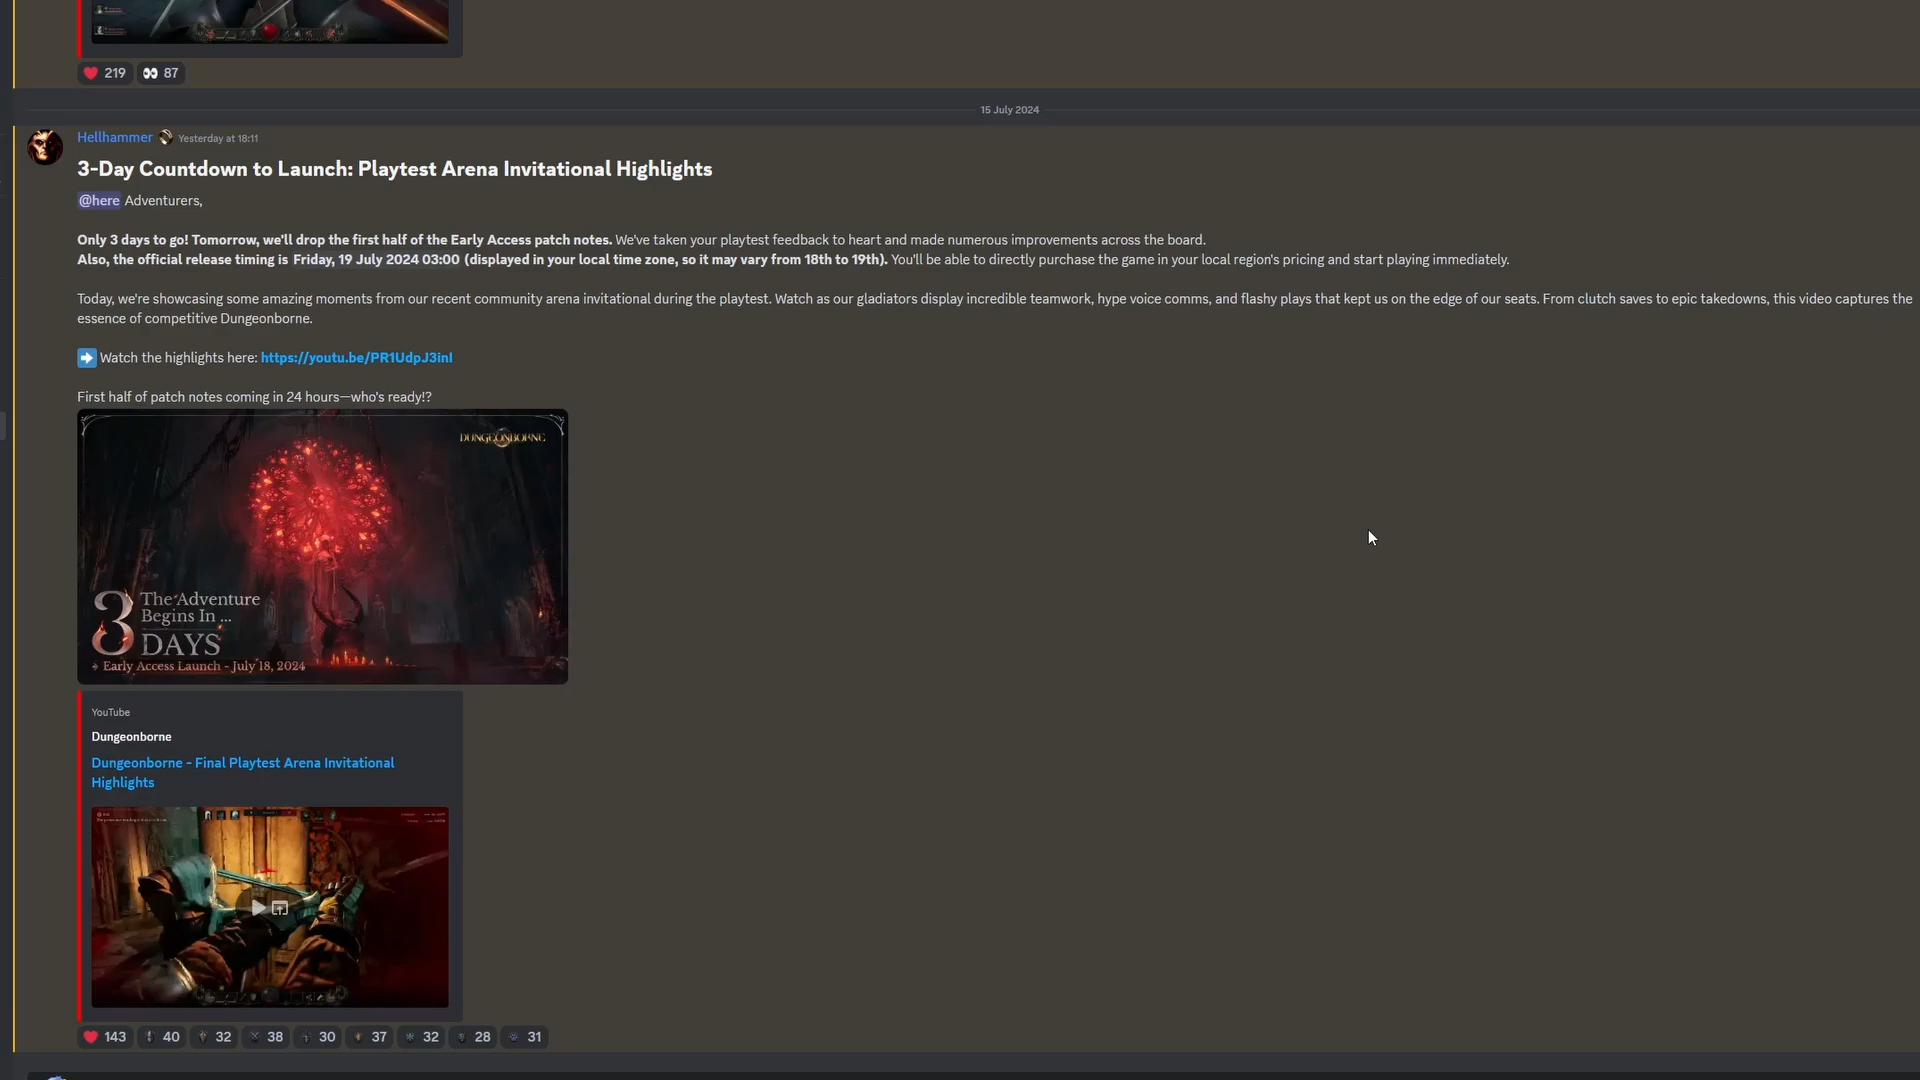 219 87
15 July 2024
Hellhammer Yesterday at 18:11
3-Day Countdown to Launch: Playtest Arena Invitational Highlights
@here Adventurers,
Only 3 days to go! Tomorrow, we'll drop the first half of the Early Access patch notes. We've taken your playtest feedback to heart and made numerous improvements across the board.
Also, the official release timing is Friday, 19 July 2024 03:00 (displayed in your local time zone, so it may vary from 18th to 19th). You'll be able to directly purchase the game in your local region's pricing and start playing immediately.
Today, we're showcasing some amazing moments from our recent community arena invitational during the playtest. Watch as our gladiators display incredible teamwork, hype voice comms, and flashy plays that kept us on the edge of our seats. From clutch saves to epic takedowns, this video captures the
essence of competitive Dungeonborne.
Watch the highlights here: https://youtu.be/PR1UdpJ3inI
First half of patch notes coming in 24 hours—who's ready!?
DUNGEONBORNE
3 The Adventure
Begins In ...
DAYS
Early Access Launch - July 18, 2024
YouTube
Dungeonborne
Dungeonborne - Final Playtest Arena Invitational
Highlights
143 40 32 38 30 37 32 28 31